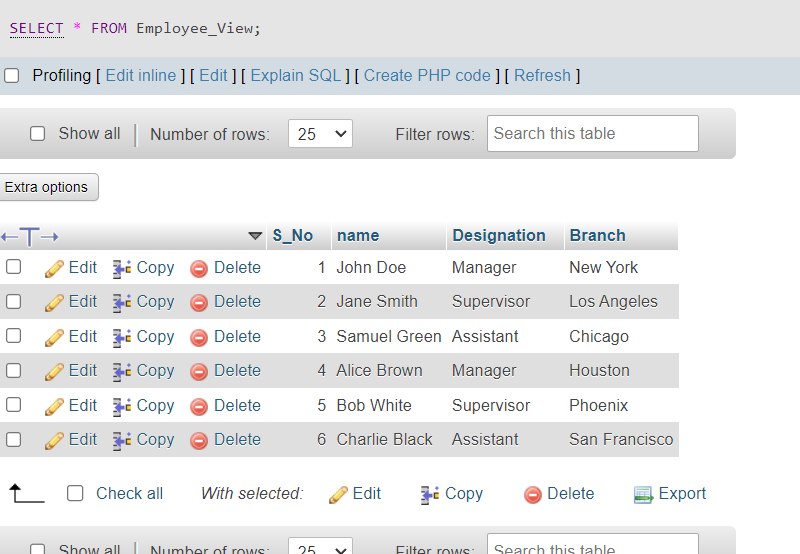 SELECT * FROM Employee_View;
Profiling [ Edit inline ] [ Edit ] [ Explain SQL ] [ Create PHP code ] [ Refresh ]
Show all | Number of rows: 25 Filter rows: Search this table
Extra options
S_No name Designation Branch
Edit Copy Delete 1 John Doe Manager New York
Edit Copy Delete 2 Jane Smith Supervisor Los Angeles
Edit Copy Delete 3 Samuel Green Assistant Chicago
Edit Copy Delete 4 Alice Brown Manager Houston
Edit Copy Delete 5 Bob White Supervisor Phoenix
Edit Copy Delete 6 Charlie Black Assistant San Francisco
Check all With selected: Edit Copy Delete Export
Show all | Number of rows: 25 Filter rows: Search this table